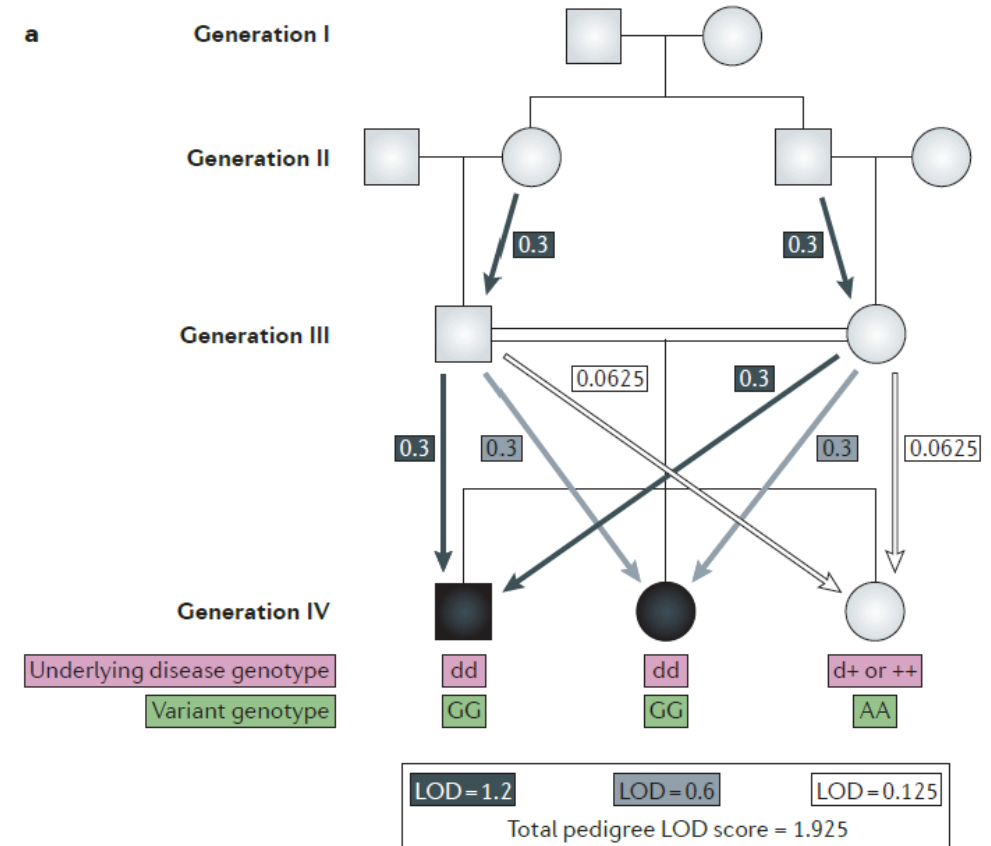 a
Generation I
Generation II
0.3 0.3
Generation III
0.0625 0.3
0.3 0.3 0.3 0.0625
Generation IV
Underlying disease genotype dd dd d+ or ++
Variant genotype GG GG AA
LOD=1.2 LOD=0.6 LOD=0.125
Total pedigree LOD score = 1.925